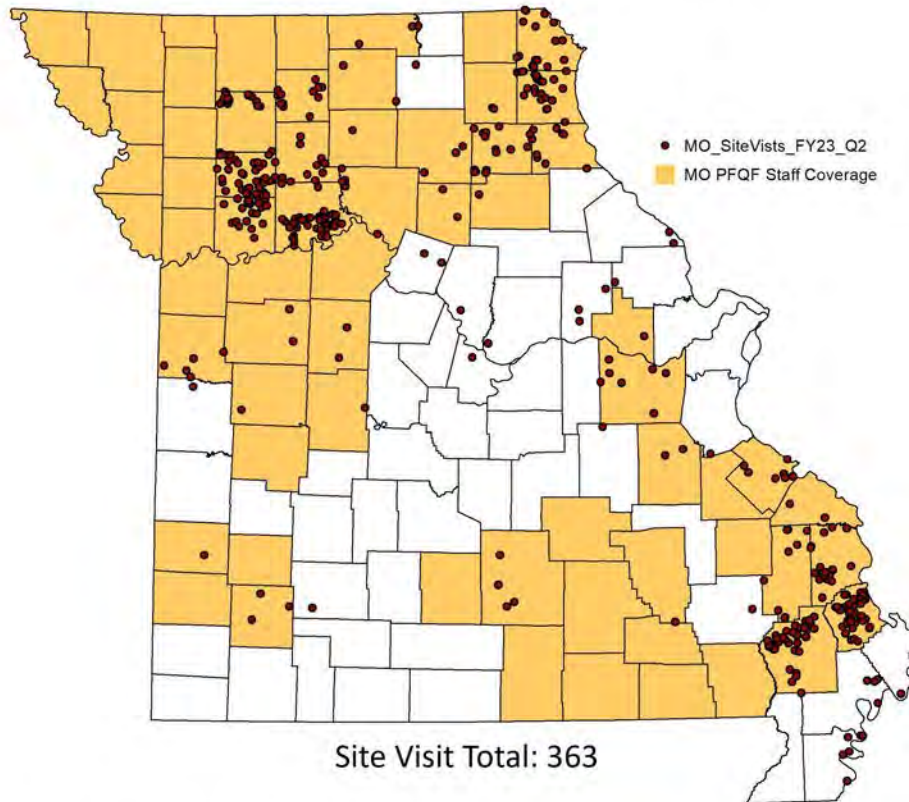 MO_SiteVists_FY23_Q2
MO PFQF Staff Coverage
Site Visit Total: 363